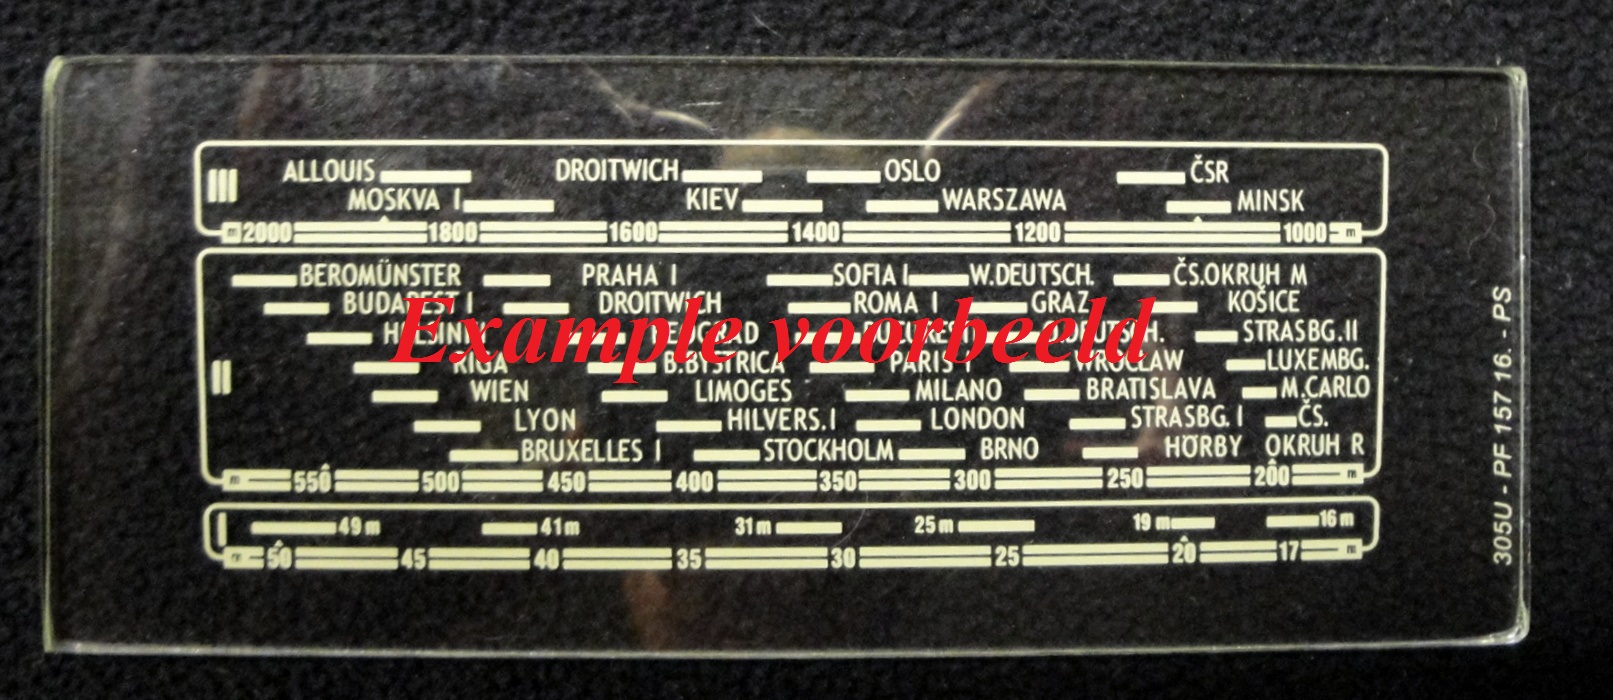 ALLOUIS DROITWICH OSLO ČSR
III
MOSKVA I KIEV WARSZAWA MINSK
m 2000 1800 1600 1400 1200 1000 m
BEROMÜNSTER PRAHA I SOFIA I W.DEUTSCH. ČS.OKRUH M
BUDAPEST I DROITWICH ROMA I GRAZ KOŠICE
Example voorbeeld
STRASBG.II
RIGA B.BYSTRICA PARIS I WROCLAW LUXEMBG.
II
WIEN LIMOGES MILANO BRATISLAVA M.CARLO
LYON HILVERS.I LONDON STRASBG. I ČS.
BRUXELLES I STOCKHOLM BRNO HÖRBY OKRUH R
m 550 500 450 400 350 300 250 200 m
I 49 m 41 m 31 m 25 m 19 m 16 m
m 50 45 40 35 30 25 20 17 m
305U - PF 157 16. - PS